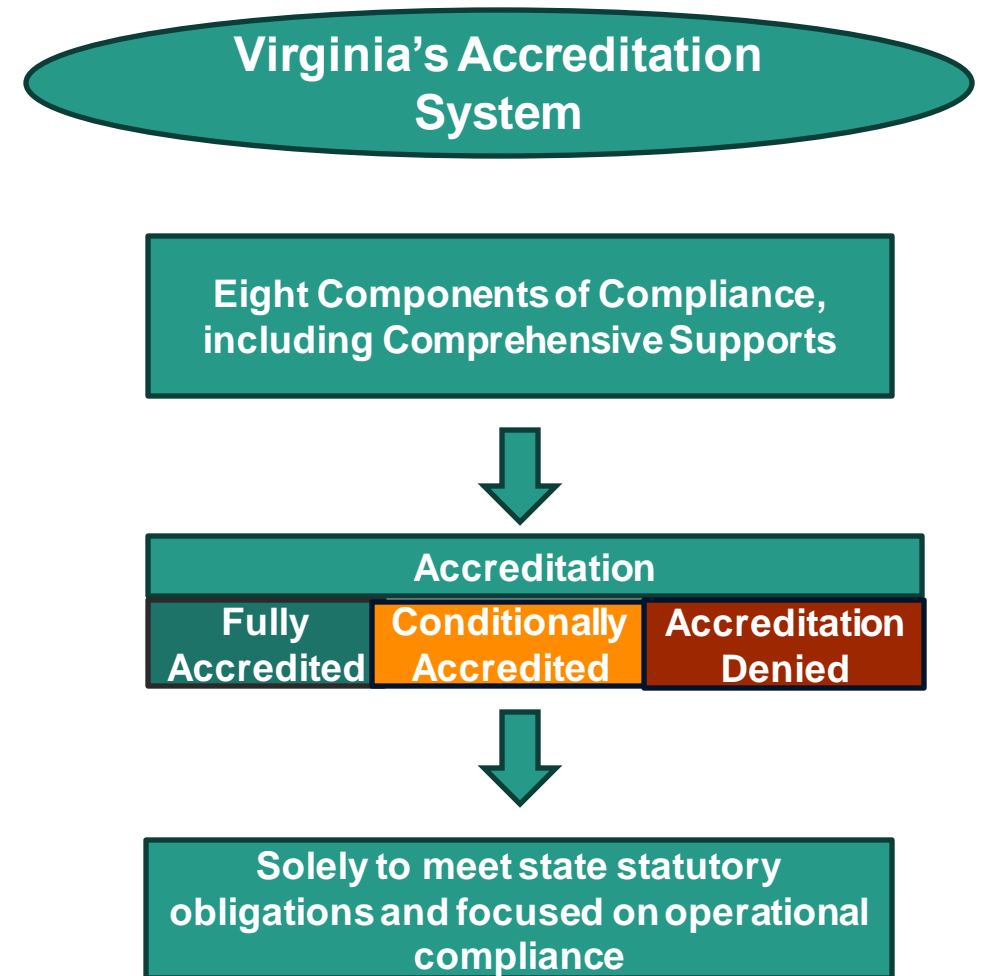 Virginia’s Accreditation
System
Eight Components of Compliance,
including Comprehensive Supports
Accreditation
Fully
Accredited
Conditionally
Accredited
Accreditation
Denied
Solely to meet state statutory
obligations and focused on operational
compliance